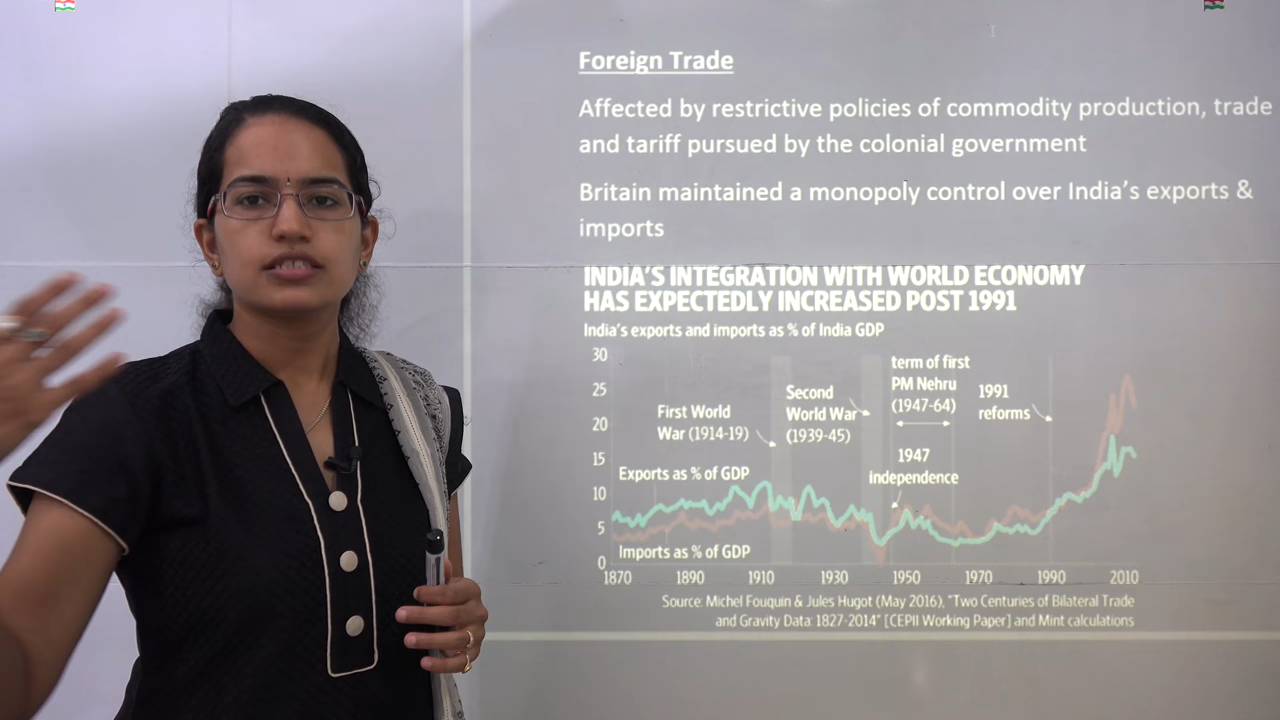 Foreign Trade
Affected by restrictive policies of commodity production, trade
and tariff pursued by the colonial government
Britain maintained a monopoly control over India's exports &
imports
INDIA'S INTEGRATION WITH WORLD ECONOMY
HAS EXPECTEDLY INCREASED POST 1991
India's exports and imports as % of India GDP
30
25
20
15
10
5
0
First World
War (1914-19)
Second
World War
(1939-45)
term of first
PM Nehru
(1947-64)
1991
reforms
1947
independence
Exports as % of GDP
Imports as % of GDP
1870 1890 1910 1930 1950 1970 1990 2010
Source: Michel Fouquin & Jules Hugot (May 2016), "Two Centuries of Bilateral Trade
and Gravity Data: 1827-2014" [CEPII Working Paper] and Mint calculations